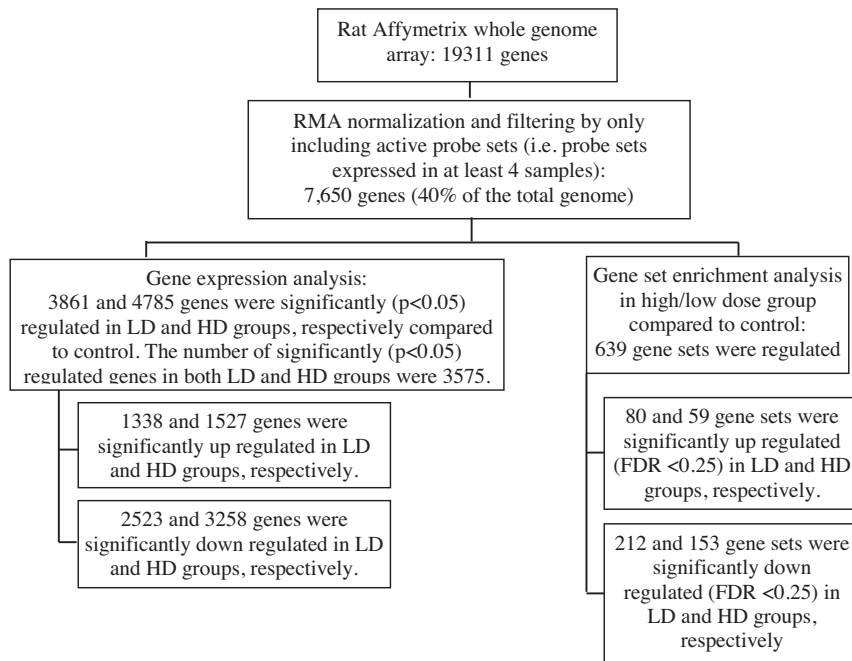 Rat Affymetrix whole genome
array: 19311 genes
RMA normalization and filtering by only
including active probe sets (i.e. probe sets
expressed in at least 4 samples):
7,650 genes (40% of the total genome)
Gene expression analysis:
3861 and 4785 genes were significantly (p<0.05)
regulated in LD and HD groups, respectively compared
to control. The number of significantly (p<0.05)
regulated genes in both LD and HD groups were 3575.
1338 and 1527 genes were
significantly up regulated in LD
and HD groups, respectively.
2523 and 3258 genes were
significantly down regulated in LD
and HD groups, respectively.
Gene set enrichment analysis
in high/low dose group
compared to control:
639 gene sets were regulated
80 and 59 gene sets were
significantly up regulated
(FDR <0.25) in LD and HD
groups, respectively.
212 and 153 gene sets were
significantly down
regulated (FDR <0.25) in
LD and HD groups,
respectively